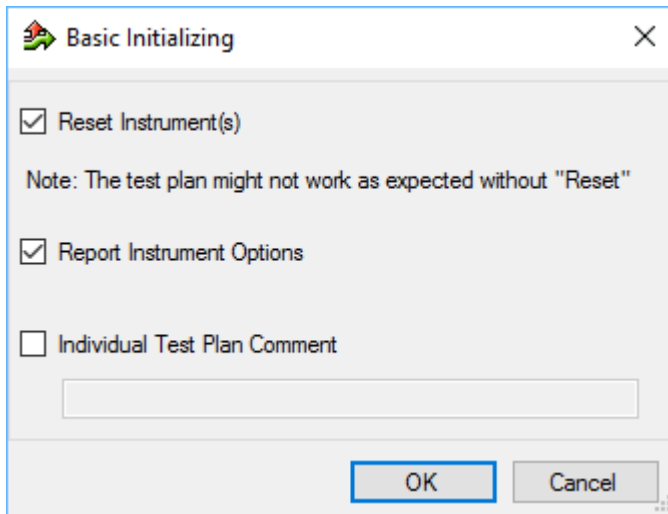 Basic Initializing
Reset Instrument(s)
Note: The test plan might not work as expected without "Reset"
Report Instrument Options
Individual Test Plan Comment
OK
Cancel